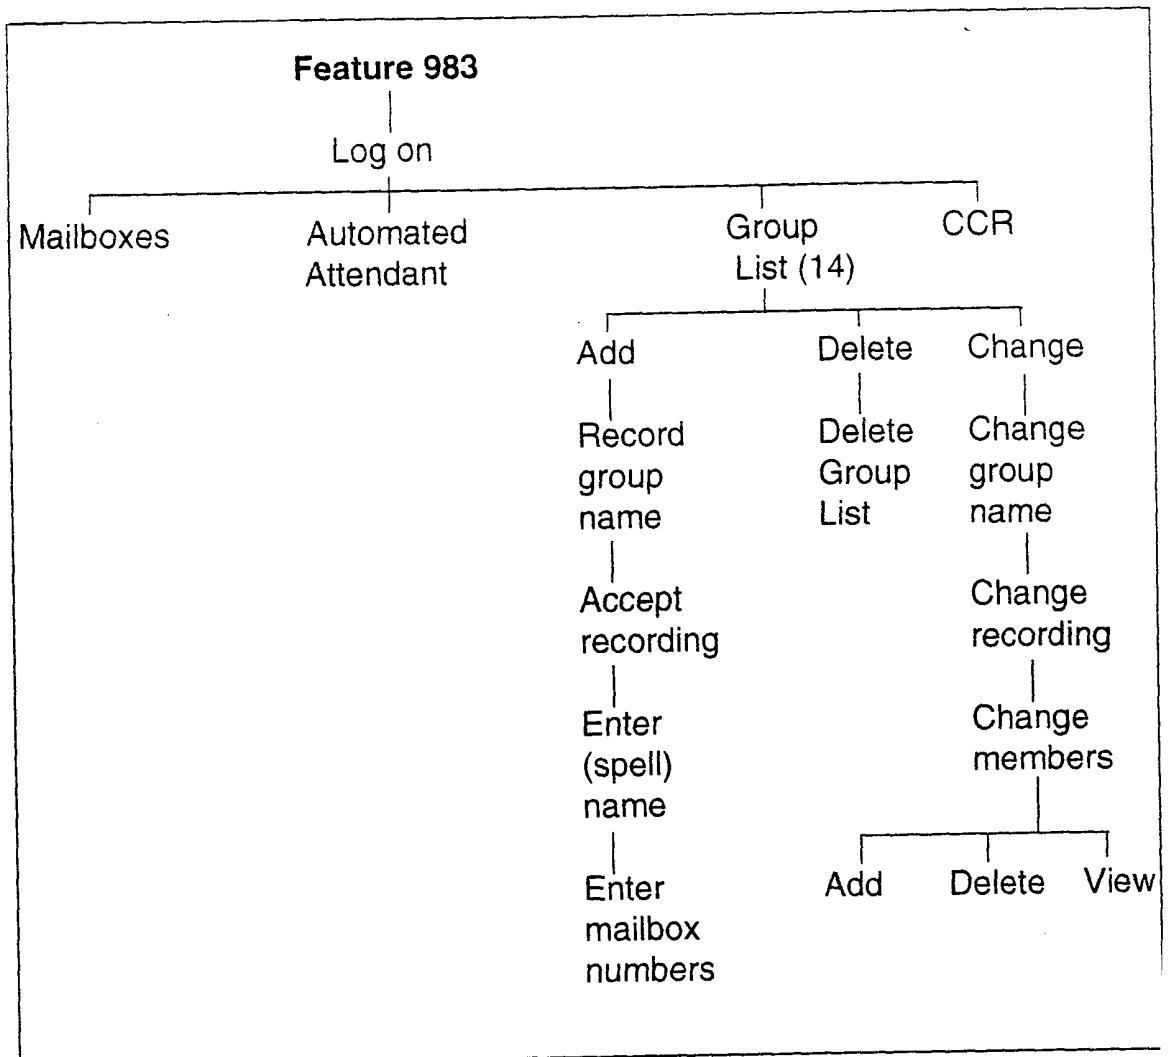 Feature 983
Log on
Mailboxes
Automated
Attendant
Group
List (14)
CCR
Add
Delete
Change
Record
group
name
Delete
Group
List
Change
group
name
Accept
recording
Change
recording
Enter
(spell)
name
Change
members
Enter
mailbox
numbers
Add
Delete
View